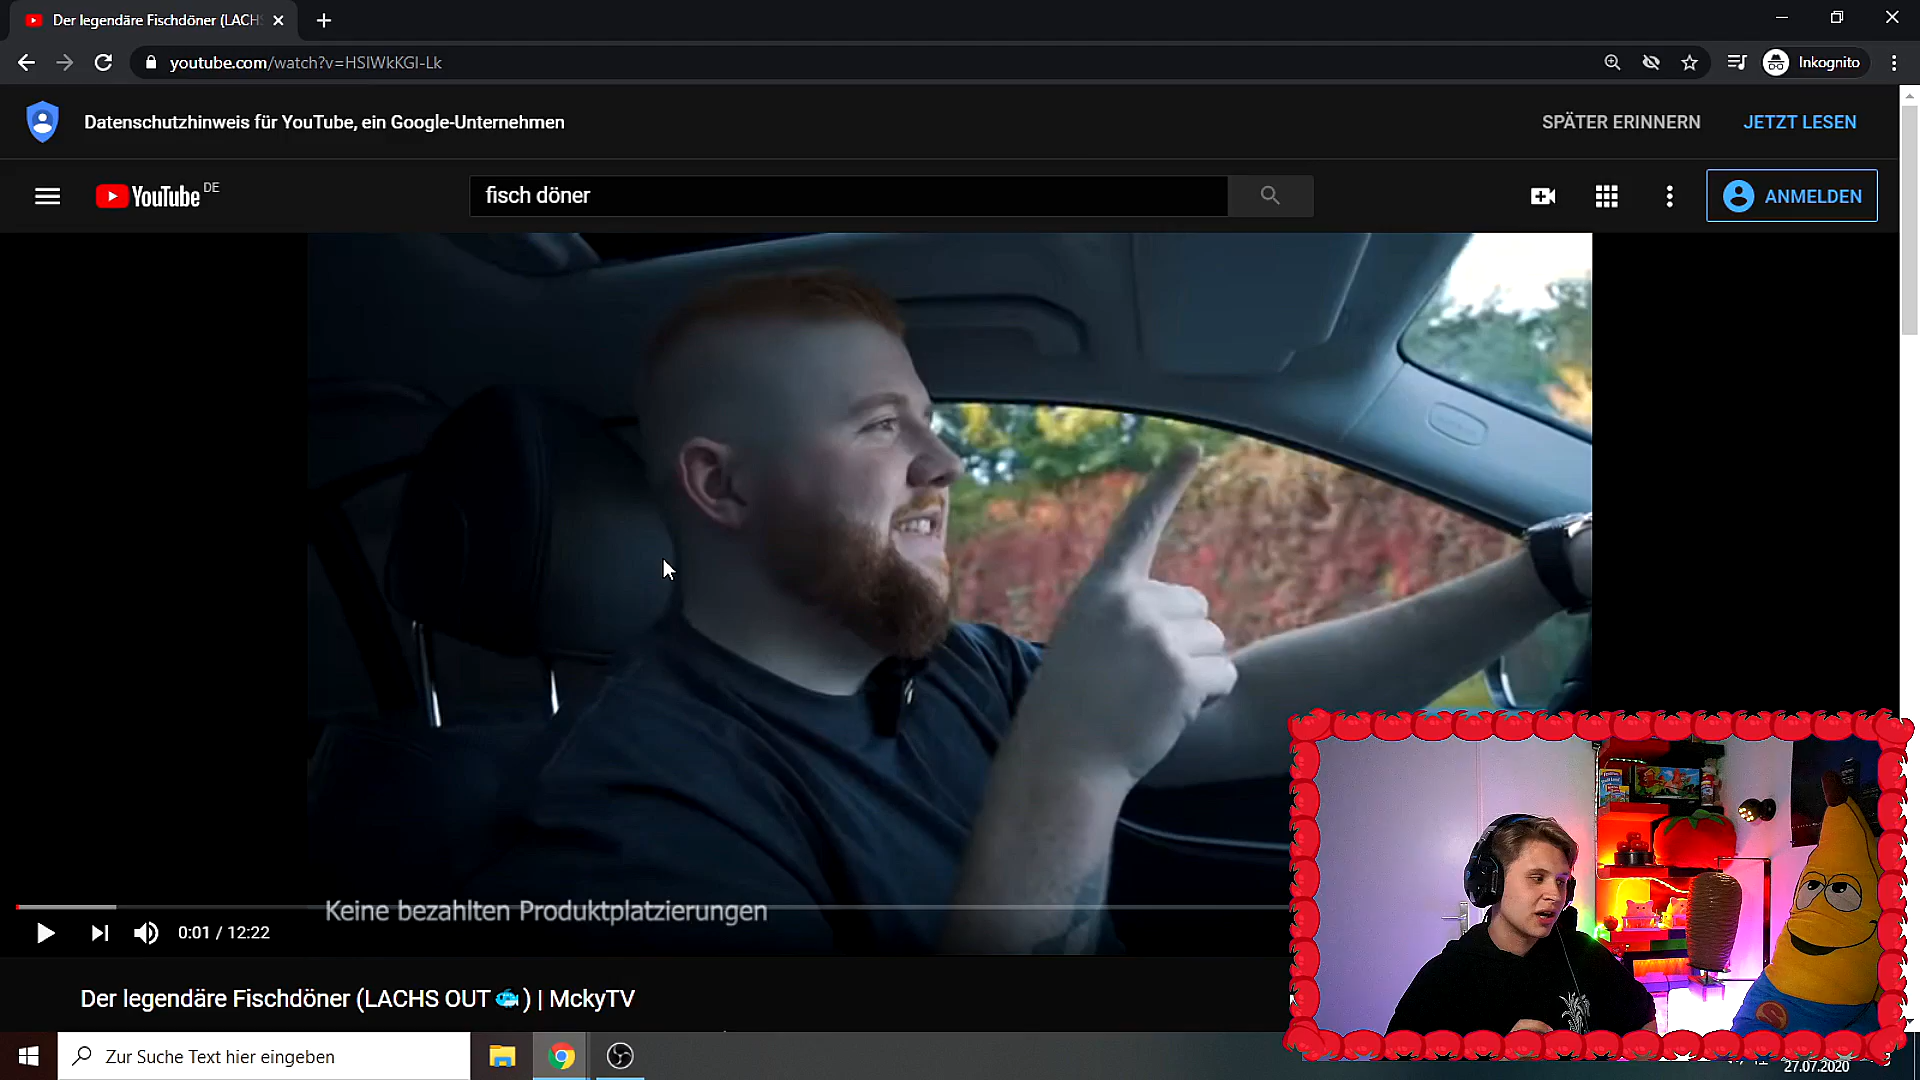 Der legendäre Fischdöner (LACH
youtube.com/watch?v=HSIWkKGI-Lk
Inkognito
Datenschutzhinweis für YouTube, ein Google-Unternehmen
SPÄTER ERINNERN
JETZT LESEN
YouTube DE
fisch döner
ANMELDEN
Keine bezahlten Produktplatzierungen
0:01 / 12:22
Der legendäre Fischdöner (LACHS OUT🐟) | MckyTV
Zur Suche Text hier eingeben
27.07.2020